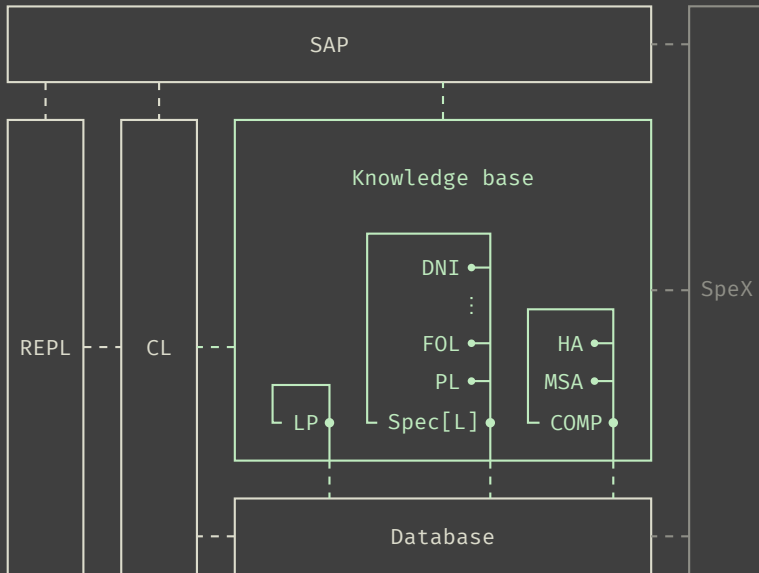 SAP
Knowledge base
DNI
⋮
FOL
HA
REPL
CL
SpeX
PL
MSA
LP
Spec[L]
COMP
Database